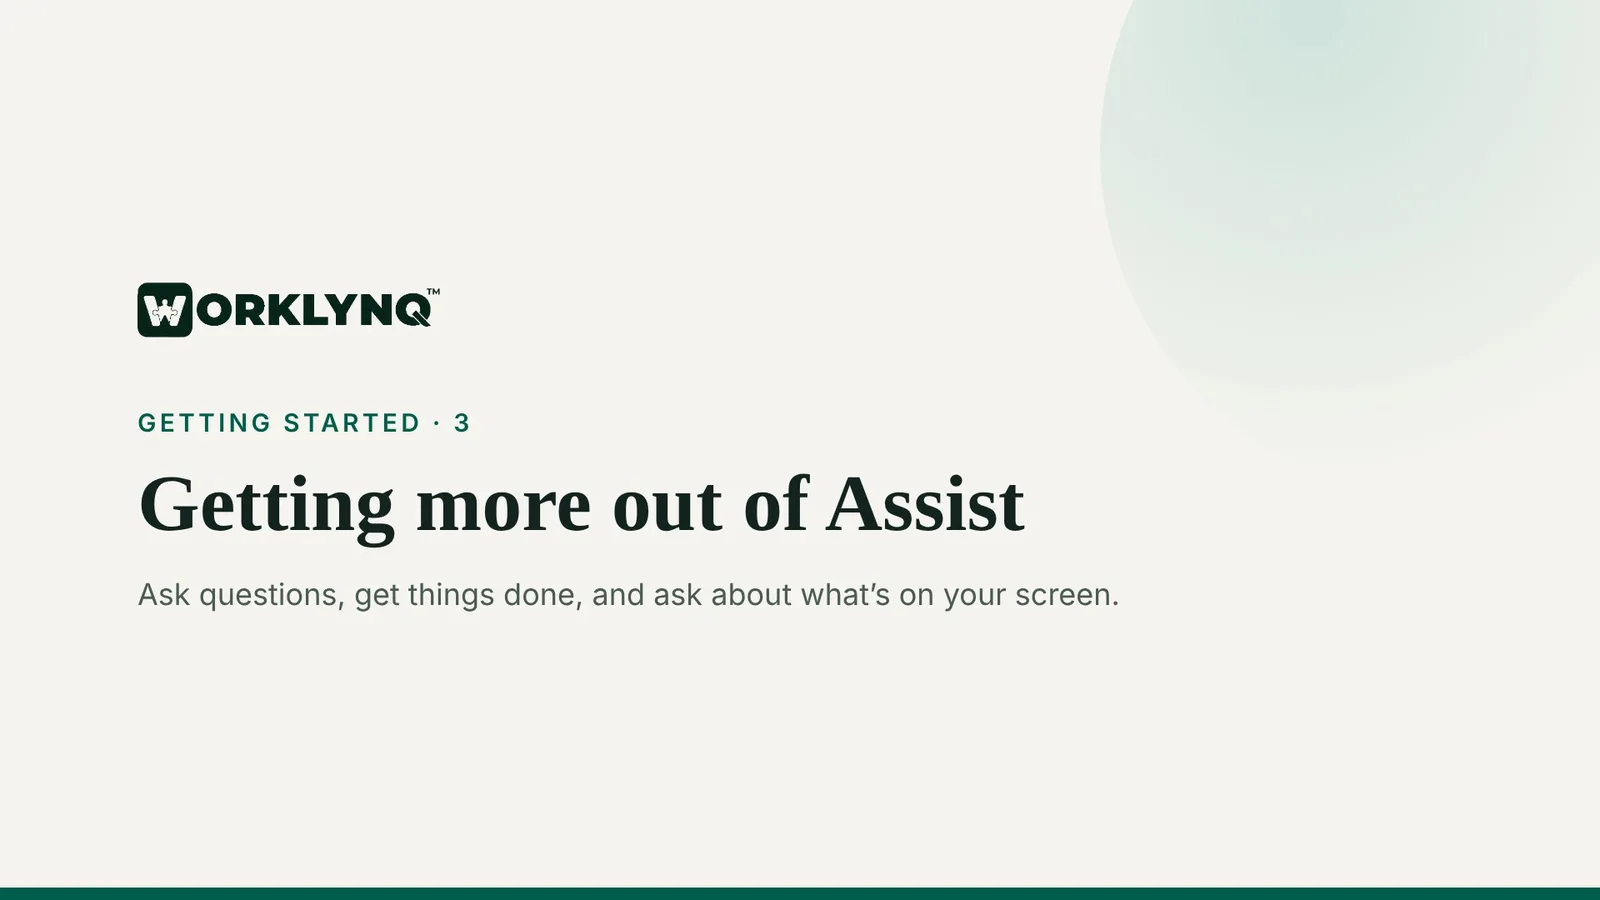 WORKLYNQ™
GETTING STARTED · 3
Getting more out of Assist
Ask questions, get things done, and ask about what’s on your screen.